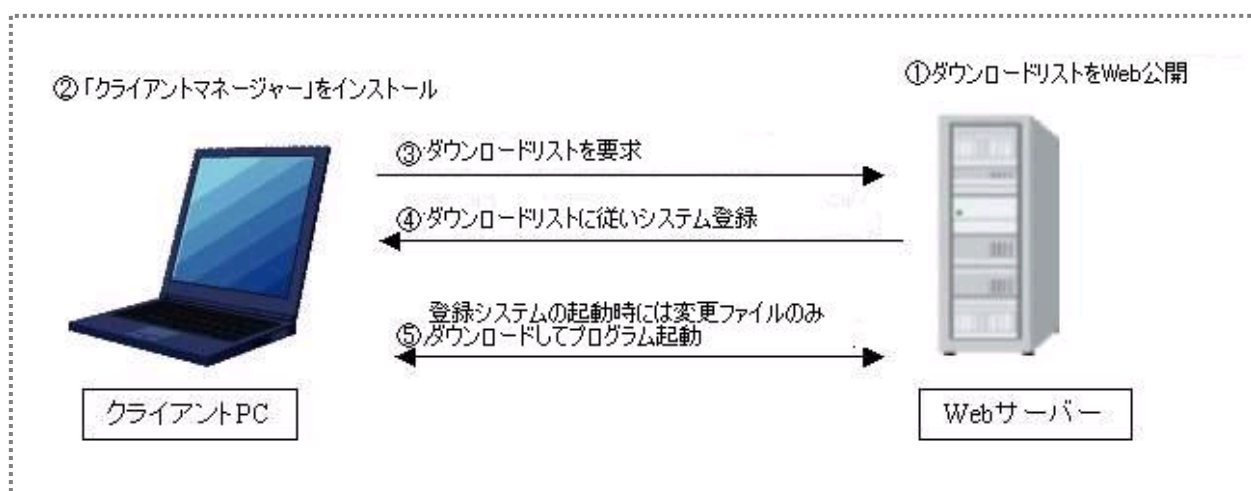 ①ダウンロードリストをWeb公開
②「クライアントマネージャー」をインストール
③ダウンロードリストを要求
④ダウンロードリストに従いシステム登録
登録システムの起動時には変更ファイルのみ
⑤ダウンロードしてプログラム起動
クライアントPC
Webサーバー